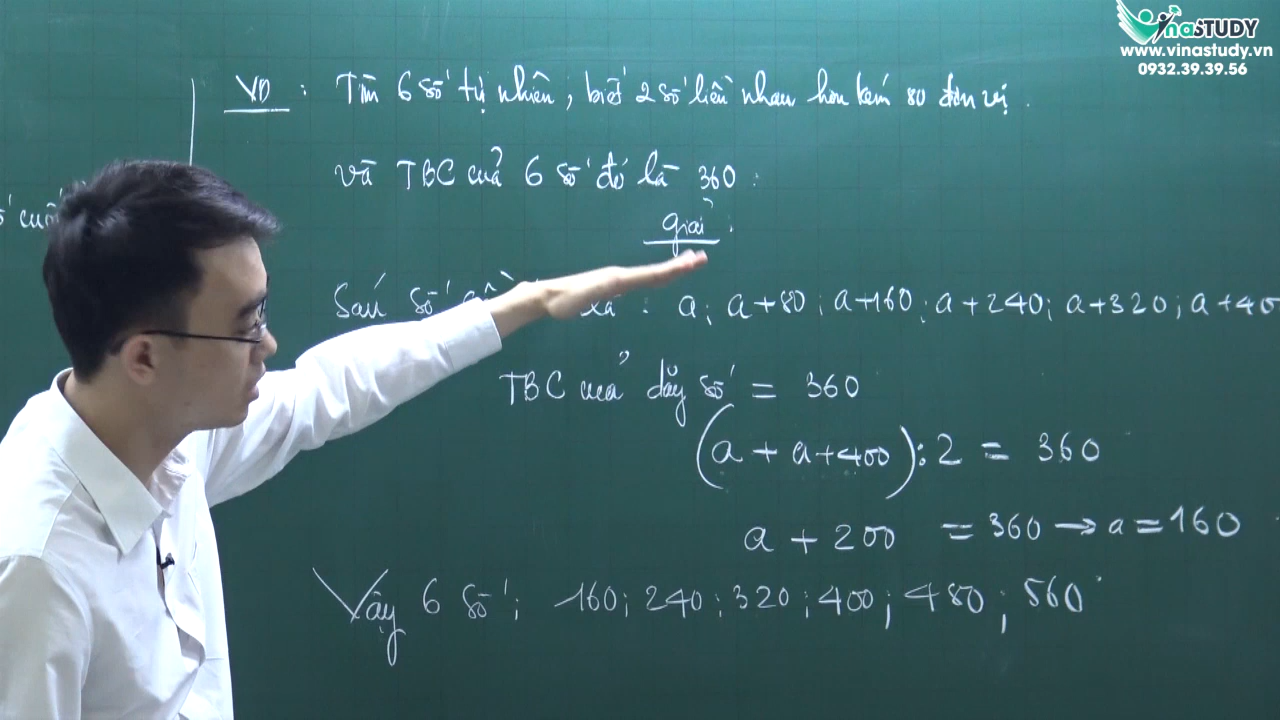 VinaSTUDY
www.vinastudy.vn
0932.39.39.56
VD : Tìm 6 số tự nhiên, biết 2 số liền nhau hơn kém 80 đơn vị.
và TBC của 6 số đó là 360.
Giải:
Sáu số : a; a+80; a+160; a+240; a+320; a+40
TBC của dãy số = 360
(a + a+400) : 2 = 360
a + 200 = 360 → a = 160
Vậy 6 số: 160; 240; 320; 400; 480; 560